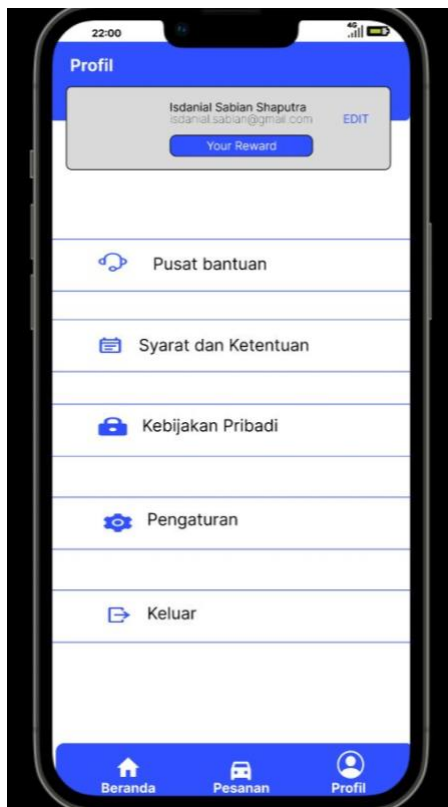 22:00
4G
Profil
Isdanial Sabian Shaputra
isdanial.sabian@gmail.com
EDIT
Your Reward
Pusat bantuan
Syarat dan Ketentuan
Kebijakan Pribadi
Pengaturan
Keluar
Beranda
Pesanan
Profil